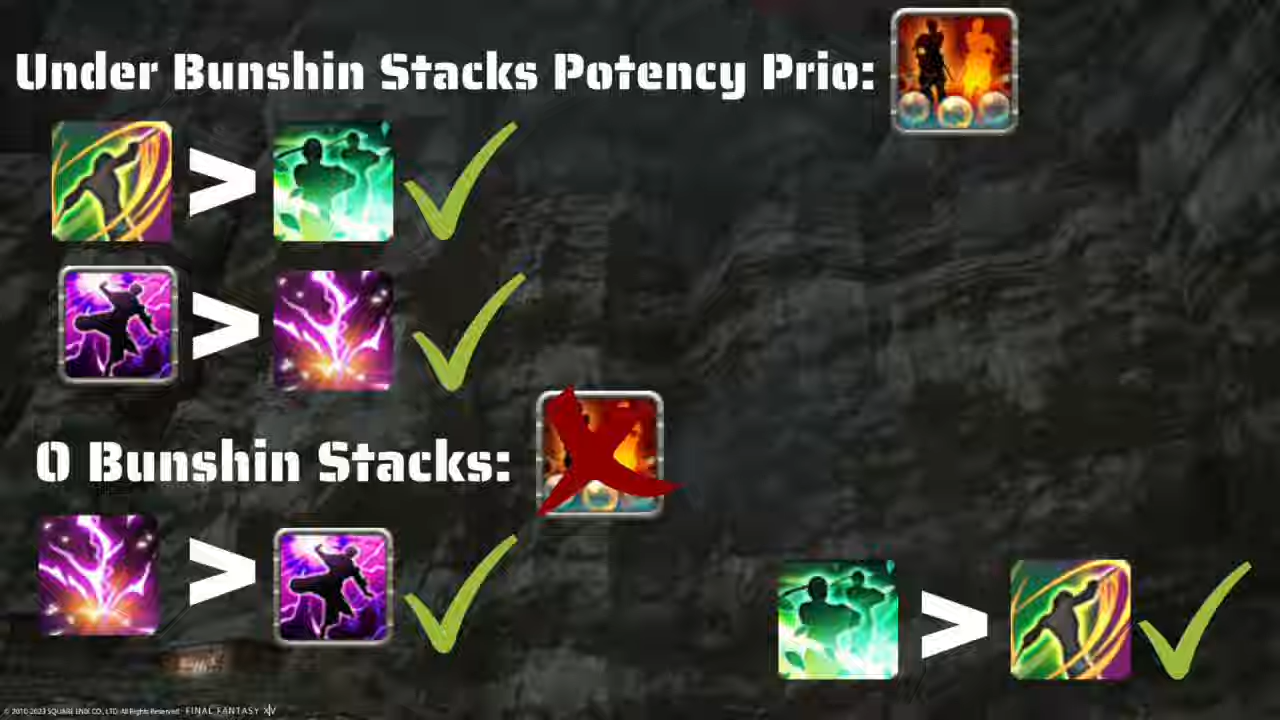 Under Bunshin Stacks Potency Prio:
>
>
0 Bunshin Stacks:
>
>
© 2010-2023 SQUARE ENIX CO., LTD. All Rights Reserved. FINAL FANTASY XIV